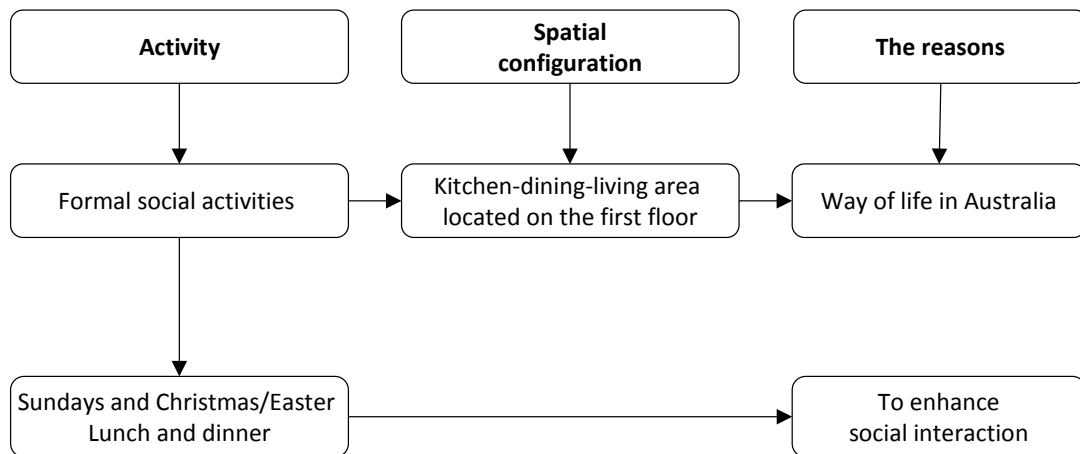 Activity
Spatial
configuration
The reasons
Formal social activities
Kitchen-dining-living area
located on the first floor
Way of life in Australia
Sundays and Christmas/Easter
Lunch and dinner
To enhance
social interaction